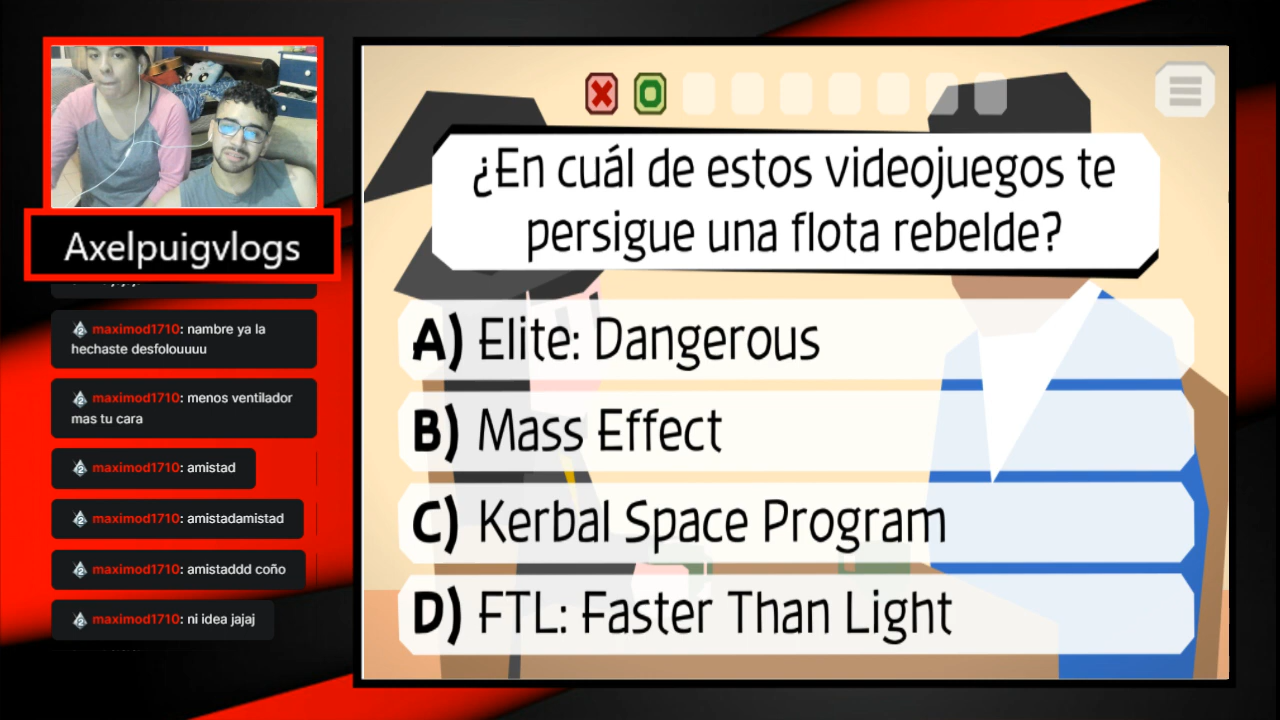 Axelpuigvlogs
maximod1710: nambre ya la
hechaste desfolouuuu
maximod1710: menos ventilador
mas tu cara
maximod1710: amistad
maximod1710: amistadamistad
maximod1710: amistaddd coño
maximod1710: ni idea jajaj
¿En cuál de estos videojuegos te
persigue una flota rebelde?
A) Elite: Dangerous
B) Mass Effect
C) Kerbal Space Program
D) FTL: Faster Than Light